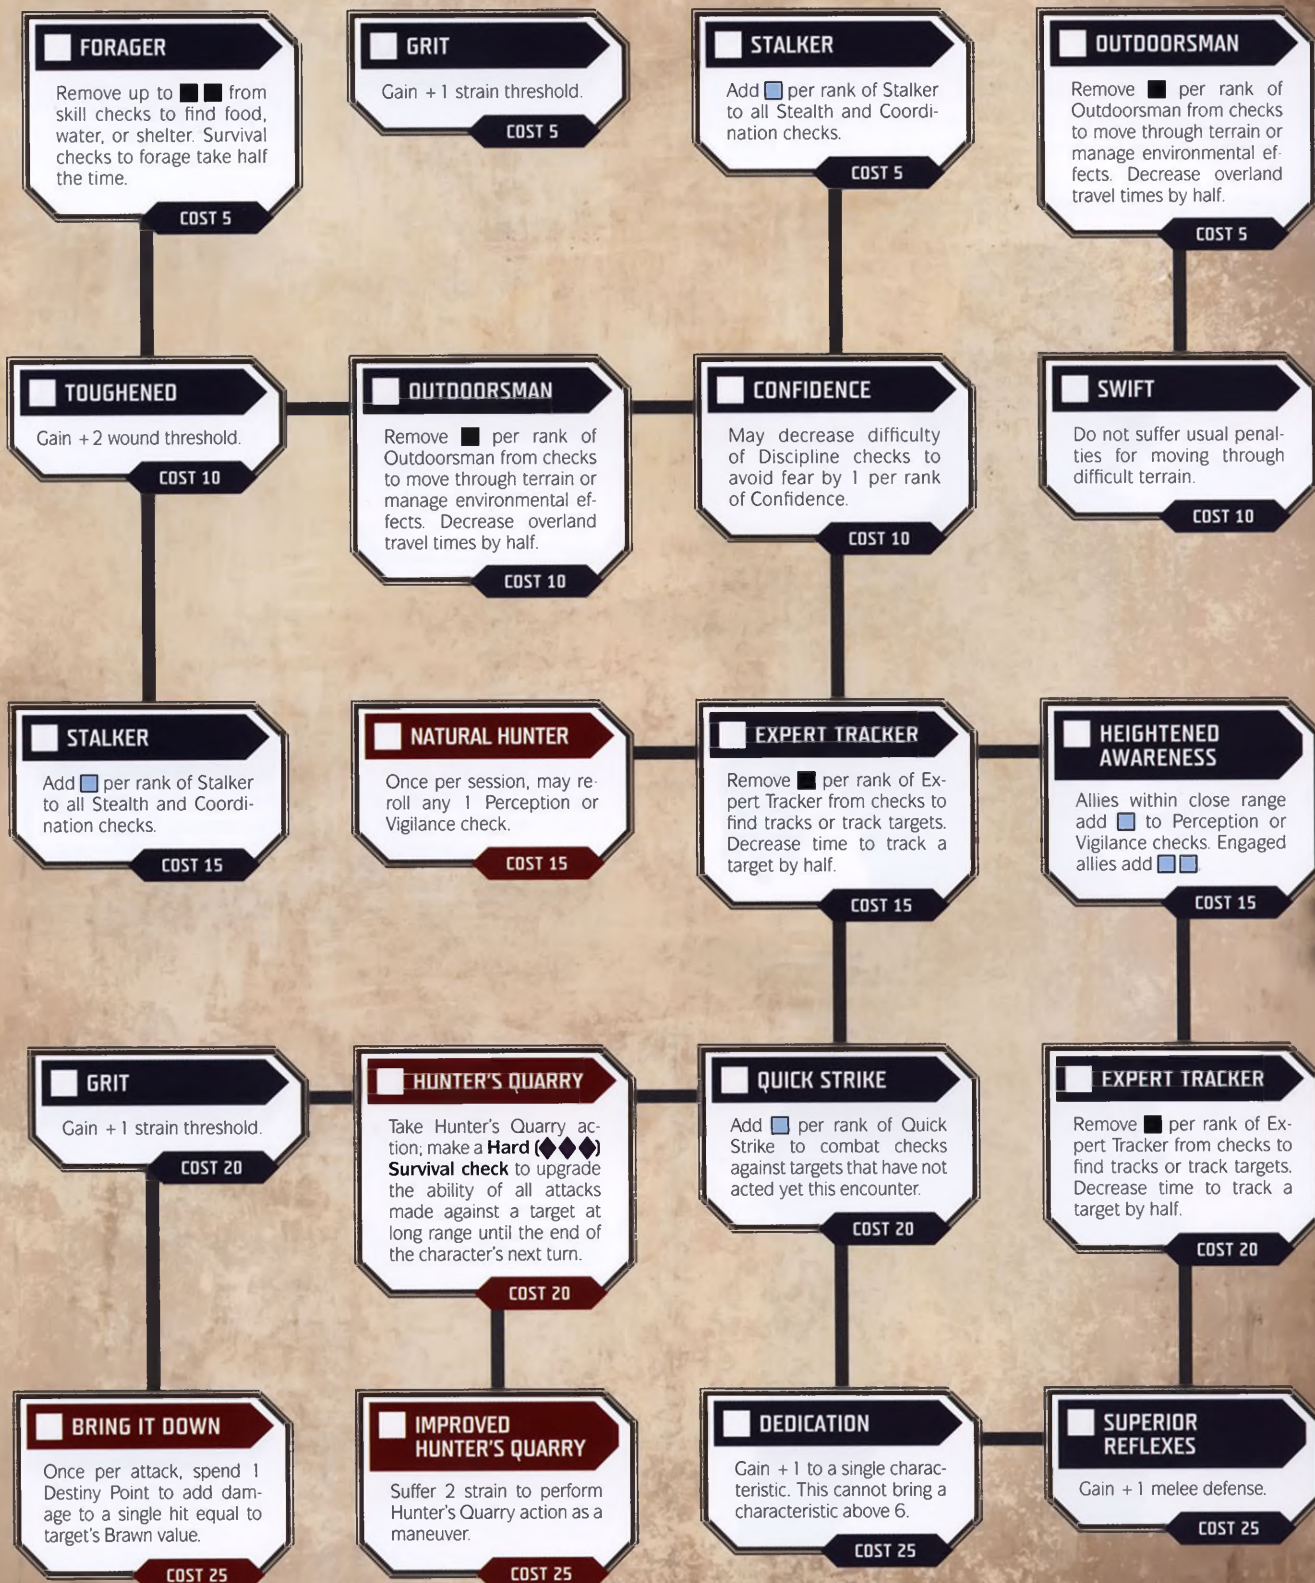 FORAGER
Remove up to from
skill checks to find food,
water, or shelter. Survival
checks to forage take half
the time.
COST 5
GRIT
Gain +1 strain threshold.
COST 5
STALKER
Add per rank of Stalker
to all Stealth and Coordi-
nation checks.
COST 5
OUTDOORSMAN
Remove per rank of
Outdoorsman from checks
to move through terrain or
manage environmental ef-
fects. Decrease overland
travel times by half.
COST 5
TOUGHENED
Gain +2 wound threshold.
COST 10
OUTDOORSMAN
Remove per rank of
Outdoorsman from checks
to move through terrain or
manage environmental ef-
fects. Decrease overland
travel times by half.
COST 10
CONFIDENCE
May decrease difficulty
of Discipline checks to
avoid fear by 1 per rank
of Confidence.
COST 10
SWIFT
Do not suffer usual penal-
ties for moving through
difficult terrain.
COST 10
STALKER
Add per rank of Stalker
to all Stealth and Coordi-
nation checks.
COST 15
NATURAL HUNTER
Once per session, may re-
roll any 1 Perception or
Vigilance check.
COST 15
EXPERT TRACKER
Remove per rank of Ex-
pert Tracker from checks to
find tracks or track targets.
Decrease time to track a
target by half.
COST 15
HEIGHTENED
AWARENESS
Allies within close range
add to Perception or
Vigilance checks. Engaged
allies add .
COST 15
GRIT
Gain +1 strain threshold.
COST 20
HUNTER'S QUARRY
Take Hunter's Quarry ac-
tion; make a Hard (◆◆◆)
Survival check to upgrade
the ability of all attacks
made against a target at
long range until the end of
the character's next turn.
COST 20
QUICK STRIKE
Add per rank of Quick
Strike to combat checks
against targets that have not
acted yet this encounter.
COST 20
EXPERT TRACKER
Remove per rank of Ex-
pert Tracker from checks to
find tracks or track targets.
Decrease time to track a
target by half.
COST 20
BRING IT DOWN
Once per attack, spend 1
Destiny Point to add dam-
age to a single hit equal to
target's Brawn value.
COST 25
IMPROVED
HUNTER'S QUARRY
Suffer 2 strain to perform
Hunter's Quarry action as a
maneuver.
COST 25
DEDICATION
Gain +1 to a single charac-
teristic. This cannot bring a
characteristic above 6.
COST 25
SUPERIOR
REFLEXES
Gain +1 melee defense.
COST 25